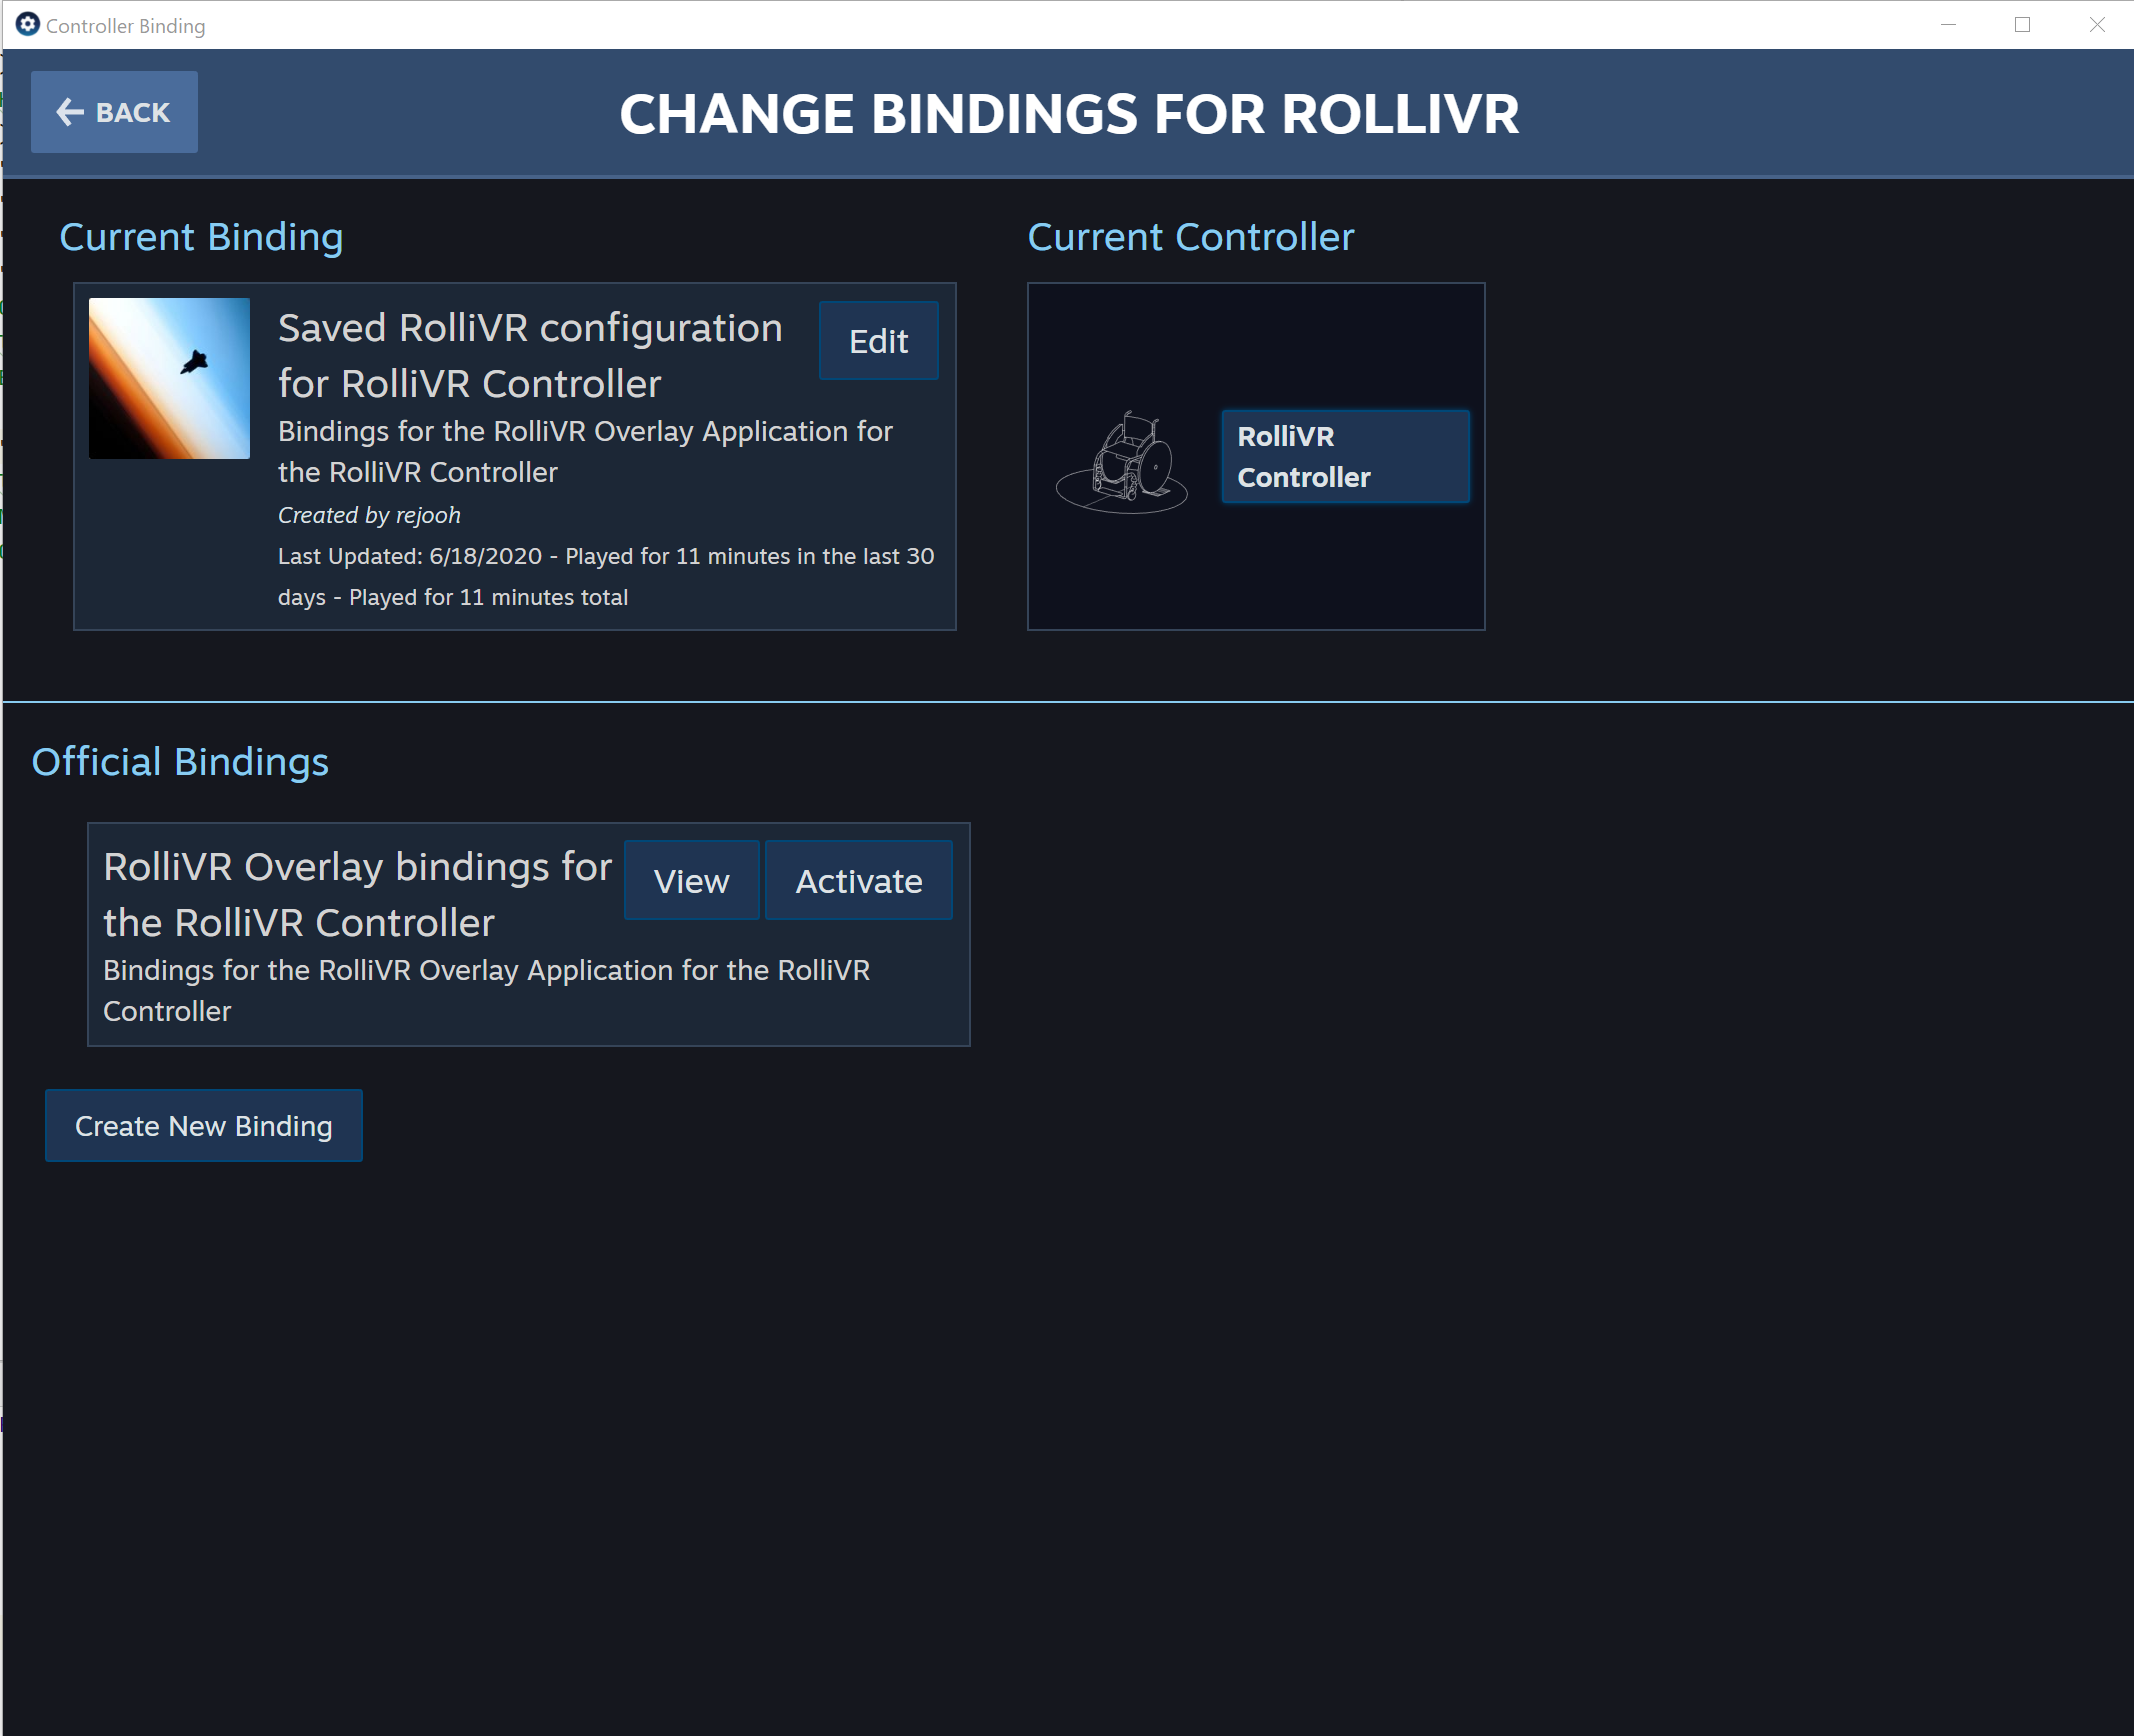 Controller Binding
BACK
CHANGE BINDINGS FOR ROLLIVR
Current Binding
Saved RolliVR configuration
for RolliVR Controller
Edit
Bindings for the RolliVR Overlay Application for
the RolliVR Controller
Created by rejooh
Last Updated: 6/18/2020 - Played for 11 minutes in the last 30
days - Played for 11 minutes total
Current Controller
RolliVR
Controller
Official Bindings
RolliVR Overlay bindings for
the RolliVR Controller
View
Activate
Bindings for the RolliVR Overlay Application for the RolliVR
Controller
Create New Binding